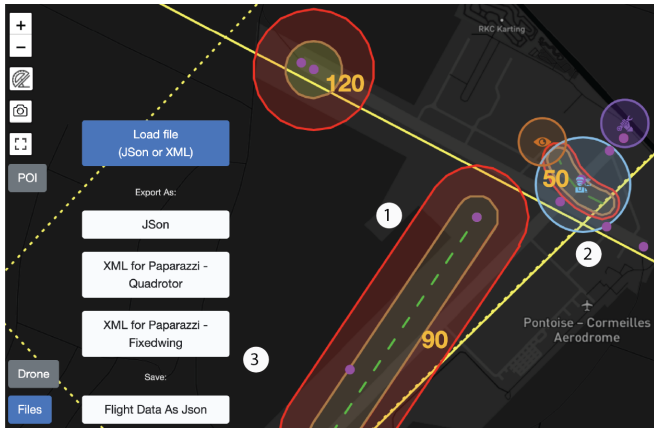 +
RKC Karting
−
120
Load file
(JSon or XML)
POI
Export As:
50
JSon
1
XML for Paparazzi -
Quadrotor
2
XML for Paparazzi -
Fixedwing
Pontoise – Cormeilles
Aerodrome
90
3
Drone
Save:
Files
Flight Data As Json